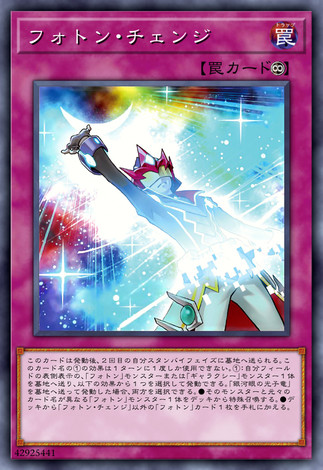 フォトン・チェンジ
トラップ
罠
【罠カード】
このカードは発動後、2回目の自分スタンバイフェイズに墓地へ送られる。こ
のカード名の①の効果は1ターンに1度しか使用できない。①:自分フィール
ドの表側表示の、「フォトン」モンスターまたは「ギャラクシー」モンスター1体
を墓地へ送り、以下の効果から1つを選択して発動できる。「銀河眼の光子竜」
を墓地へ送って発動した場合、両方を選択できる。●そのモンスターと元々の
カード名が異なる「フォトン」モンスター1体をデッキから特殊召喚する。●デ
ッキから「フォトン・チェンジ」以外の「フォトン」カード1枚を手札に加える。
42925441